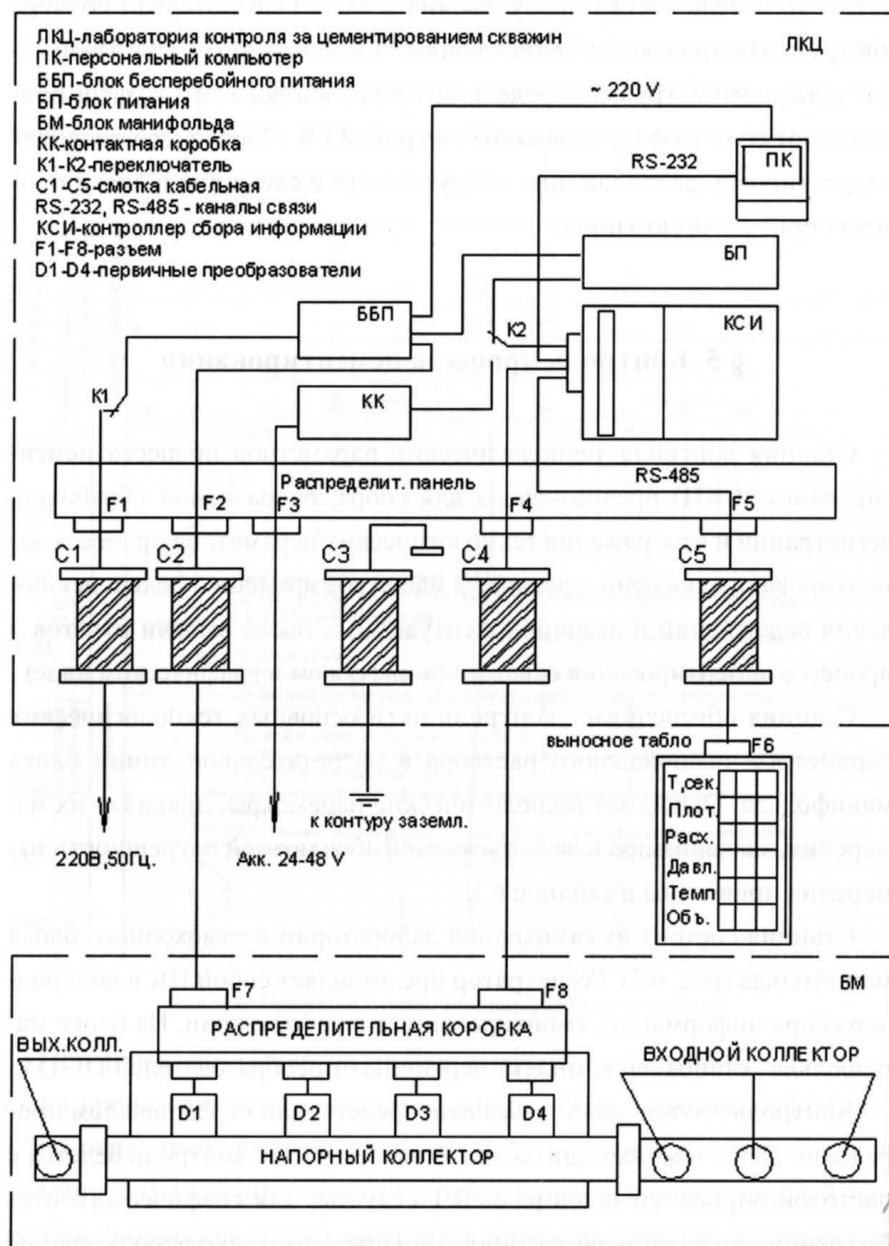 ЛКЦ-лаборатория контроля за цементированием скважин
ПК-персональный компьютер
ББП-блок бесперебойного питания
БП-блок питания
БМ-блок манифольда
КК-контактная коробка
К1-К2-переключатель
С1-С5-смотка кабельная
RS-232, RS-485 - каналы связи
КСИ-контроллер сбора информации
F1-F8-разъем
D1-D4-первичные преобразователи
ЛКЦ
~ 220 V
RS-232
ПК
БП
ББП
К2
КСИ
К1
КК
Распределит. панель
RS-485
F1
F2
F3
F4
F5
С1
С2
С3
С4
С5
выносное табло
F6
Т,сек
Плот.
Расх.
Давл.
Темп
Объ.
к контуру заземл.
220В,50Гц.
Акк. 24-48 V
БМ
F7
F8
РАСПРЕДЕЛИТЕЛЬНАЯ КОРОБКА
ВЫХ.КОЛЛ.
ВХОДНОЙ КОЛЛЕКТОР
D1
D2
D3
D4
НАПОРНЫЙ КОЛЛЕКТОР